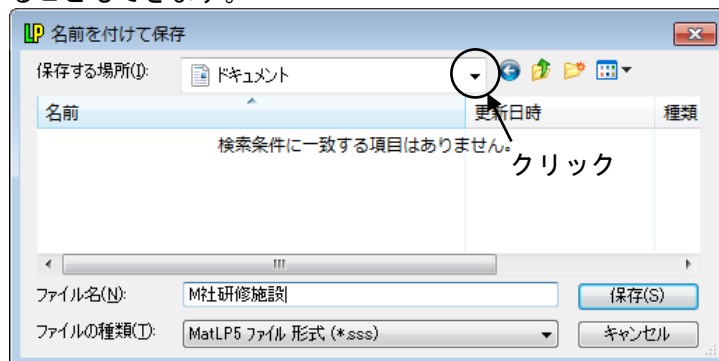 LP 名前を付けて保存
保存する場所(I): ドキュメント
名前 更新日時 種類
検索条件に一致する項目はありません。
クリック
ファイル名(N): M社研修施設
保存(S)
ファイルの種類(T): MatLP5 ファイル 形式 (*.sss)
キャンセル